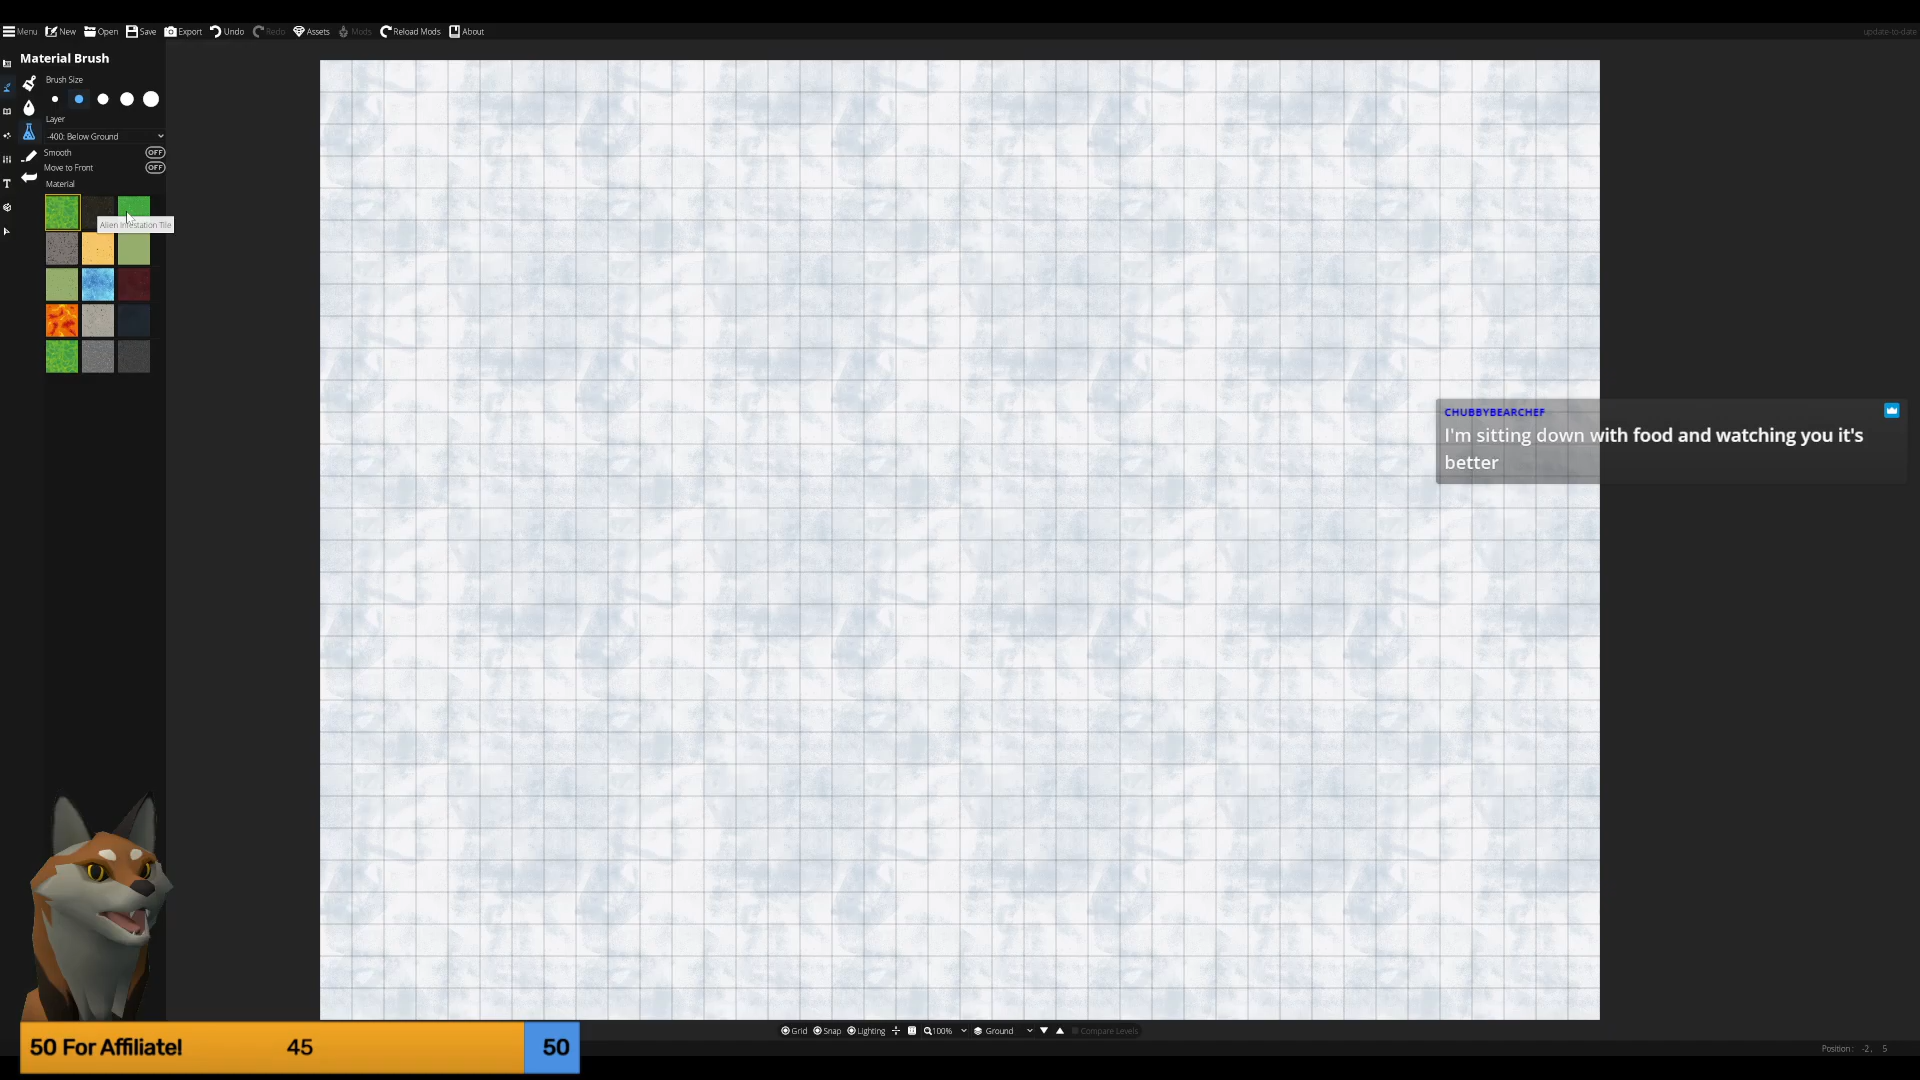 Menu New Open Save Export Undo Redo Assets Mods Reload Mods About
update-to-date
Material Brush
Brush Size
Layer
-400: Below Ground
Smooth OFF
Move to Front OFF
Material
Alien Infestation Tile
CHUBBYBEARCHEF
I'm sitting down with food and watching you it's
better
50 For Affiliate! 45 50
Grid Snap Lighting 100% Ground Compare Levels
Position: -2, 5